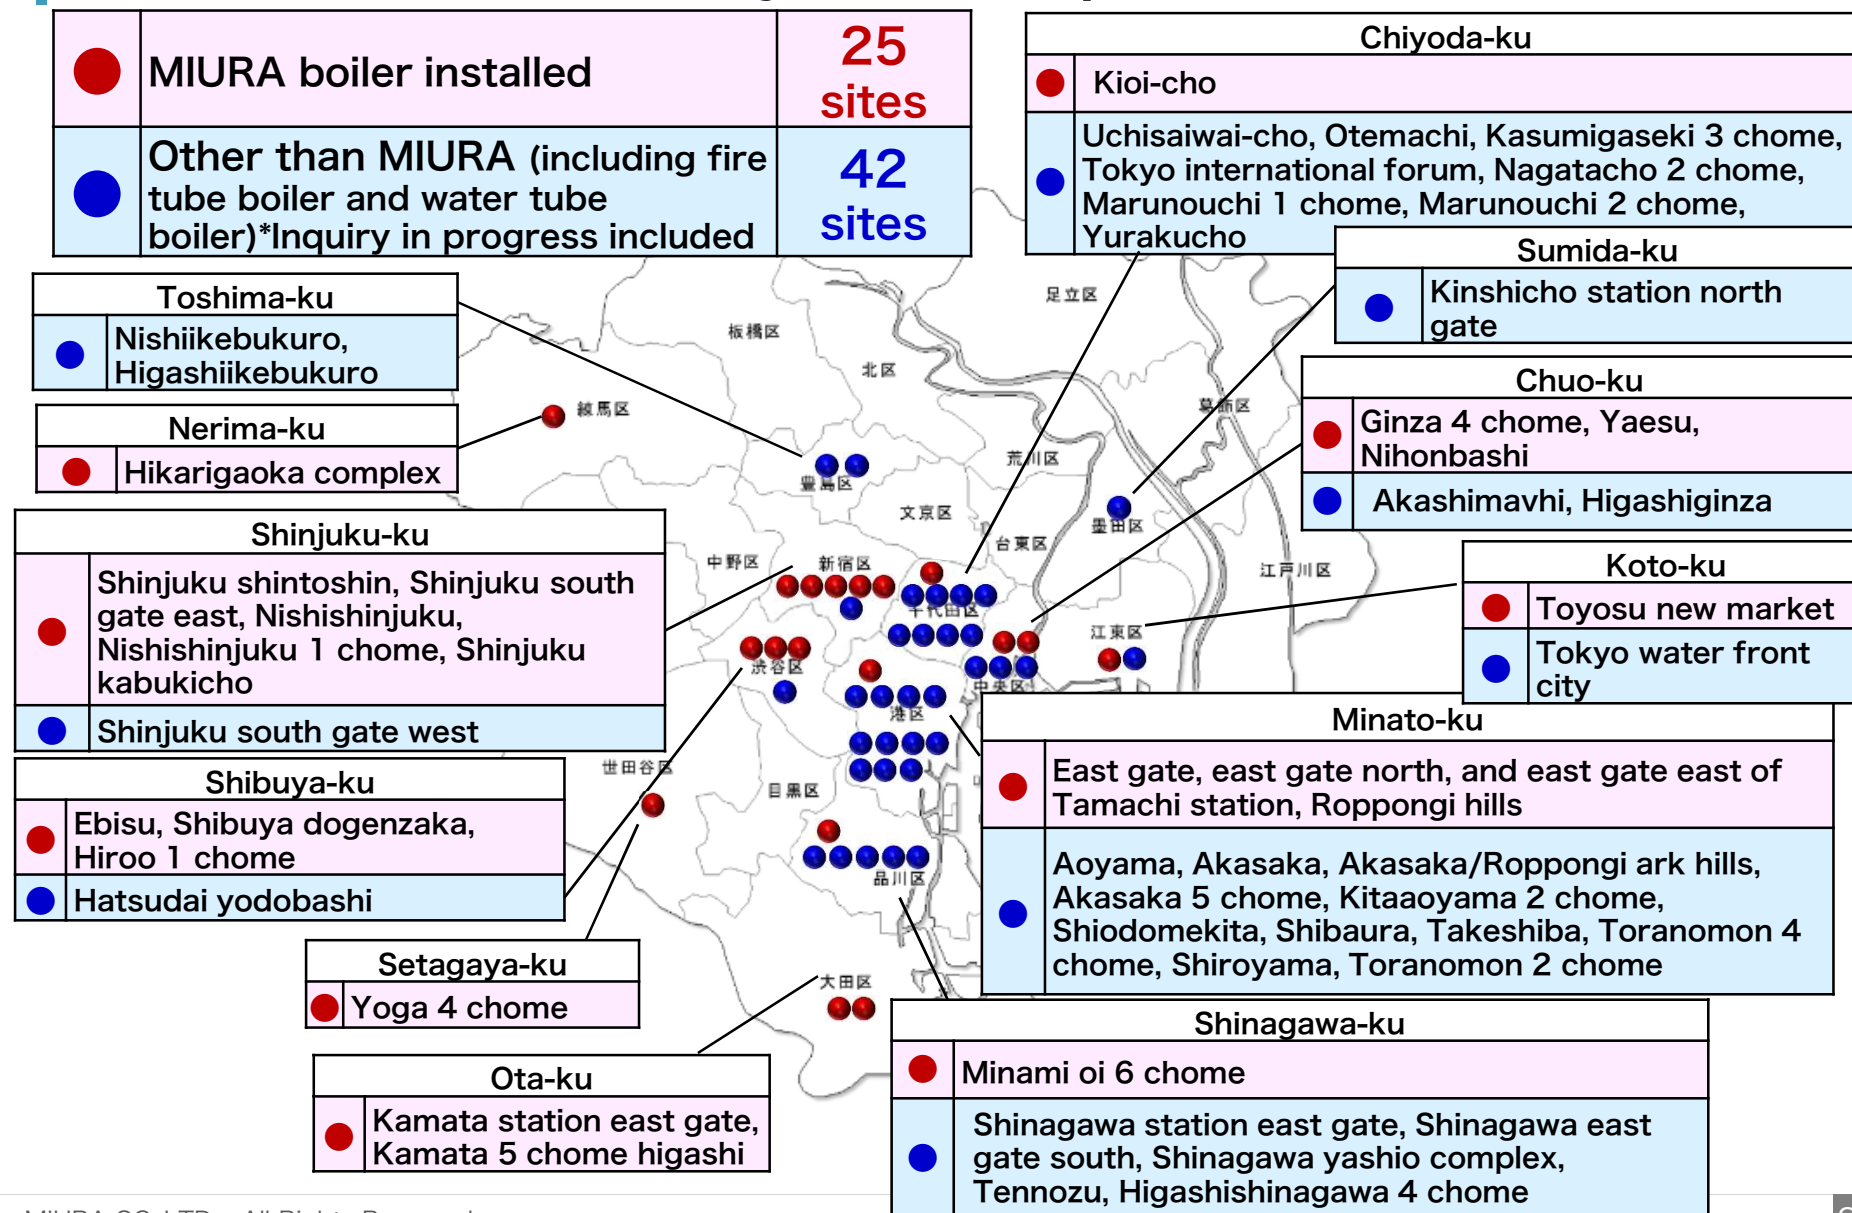 MIURA boiler installed
25
sites
Other than MIURA (including fire
tube boiler and water tube
boiler)*Inquiry in progress included
42
sites
Chiyoda-ku
Kioi-cho
Uchisaiwai-cho, Otemachi, Kasumigaseki 3 chome,
Tokyo international forum, Nagatacho 2 chome,
Marunouchi 1 chome, Marunouchi 2 chome,
Yurakucho
Sumida-ku
Kinshicho station north
gate
Toshima-ku
Nishiikebukuro,
Higashiikebukuro
Nerima-ku
Hikarigaoka complex
Chuo-ku
Ginza 4 chome, Yaesu,
Nihonbashi
Akashimavhi, Higashiginza
Shinjuku-ku
Shinjuku shintoshin, Shinjuku south
gate east, Nishishinjuku,
Nishishinjuku 1 chome, Shinjuku
kabukicho
Shinjuku south gate west
Koto-ku
Toyosu new market
Tokyo water front
city
Shibuya-ku
Ebisu, Shibuya dogenzaka,
Hiroo 1 chome
Hatsudai yodobashi
Minato-ku
East gate, east gate north, and east gate east of
Tamachi station, Roppongi hills
Aoyama, Akasaka, Akasaka/Roppongi ark hills,
Akasaka 5 chome, Kitaaoyama 2 chome,
Shiodomekita, Shibaura, Takeshiba, Toranomon 4
chome, Shiroyama, Toranomon 2 chome
Setagaya-ku
Yoga 4 chome
Ota-ku
Kamata station east gate,
Kamata 5 chome higashi
Shinagawa-ku
Minami oi 6 chome
Shinagawa station east gate, Shinagawa east
gate south, Shinagawa yashio complex,
Tennozu, Higashishinagawa 4 chome
足立区
板橋区
北区
練馬区
葛飾区
荒川区
豊島区
文京区
墨田区
台東区
中野区
新宿区
江戸川区
千代田区
江東区
渋谷区
中央区
港区
世田谷区
目黒区
品川区
大田区